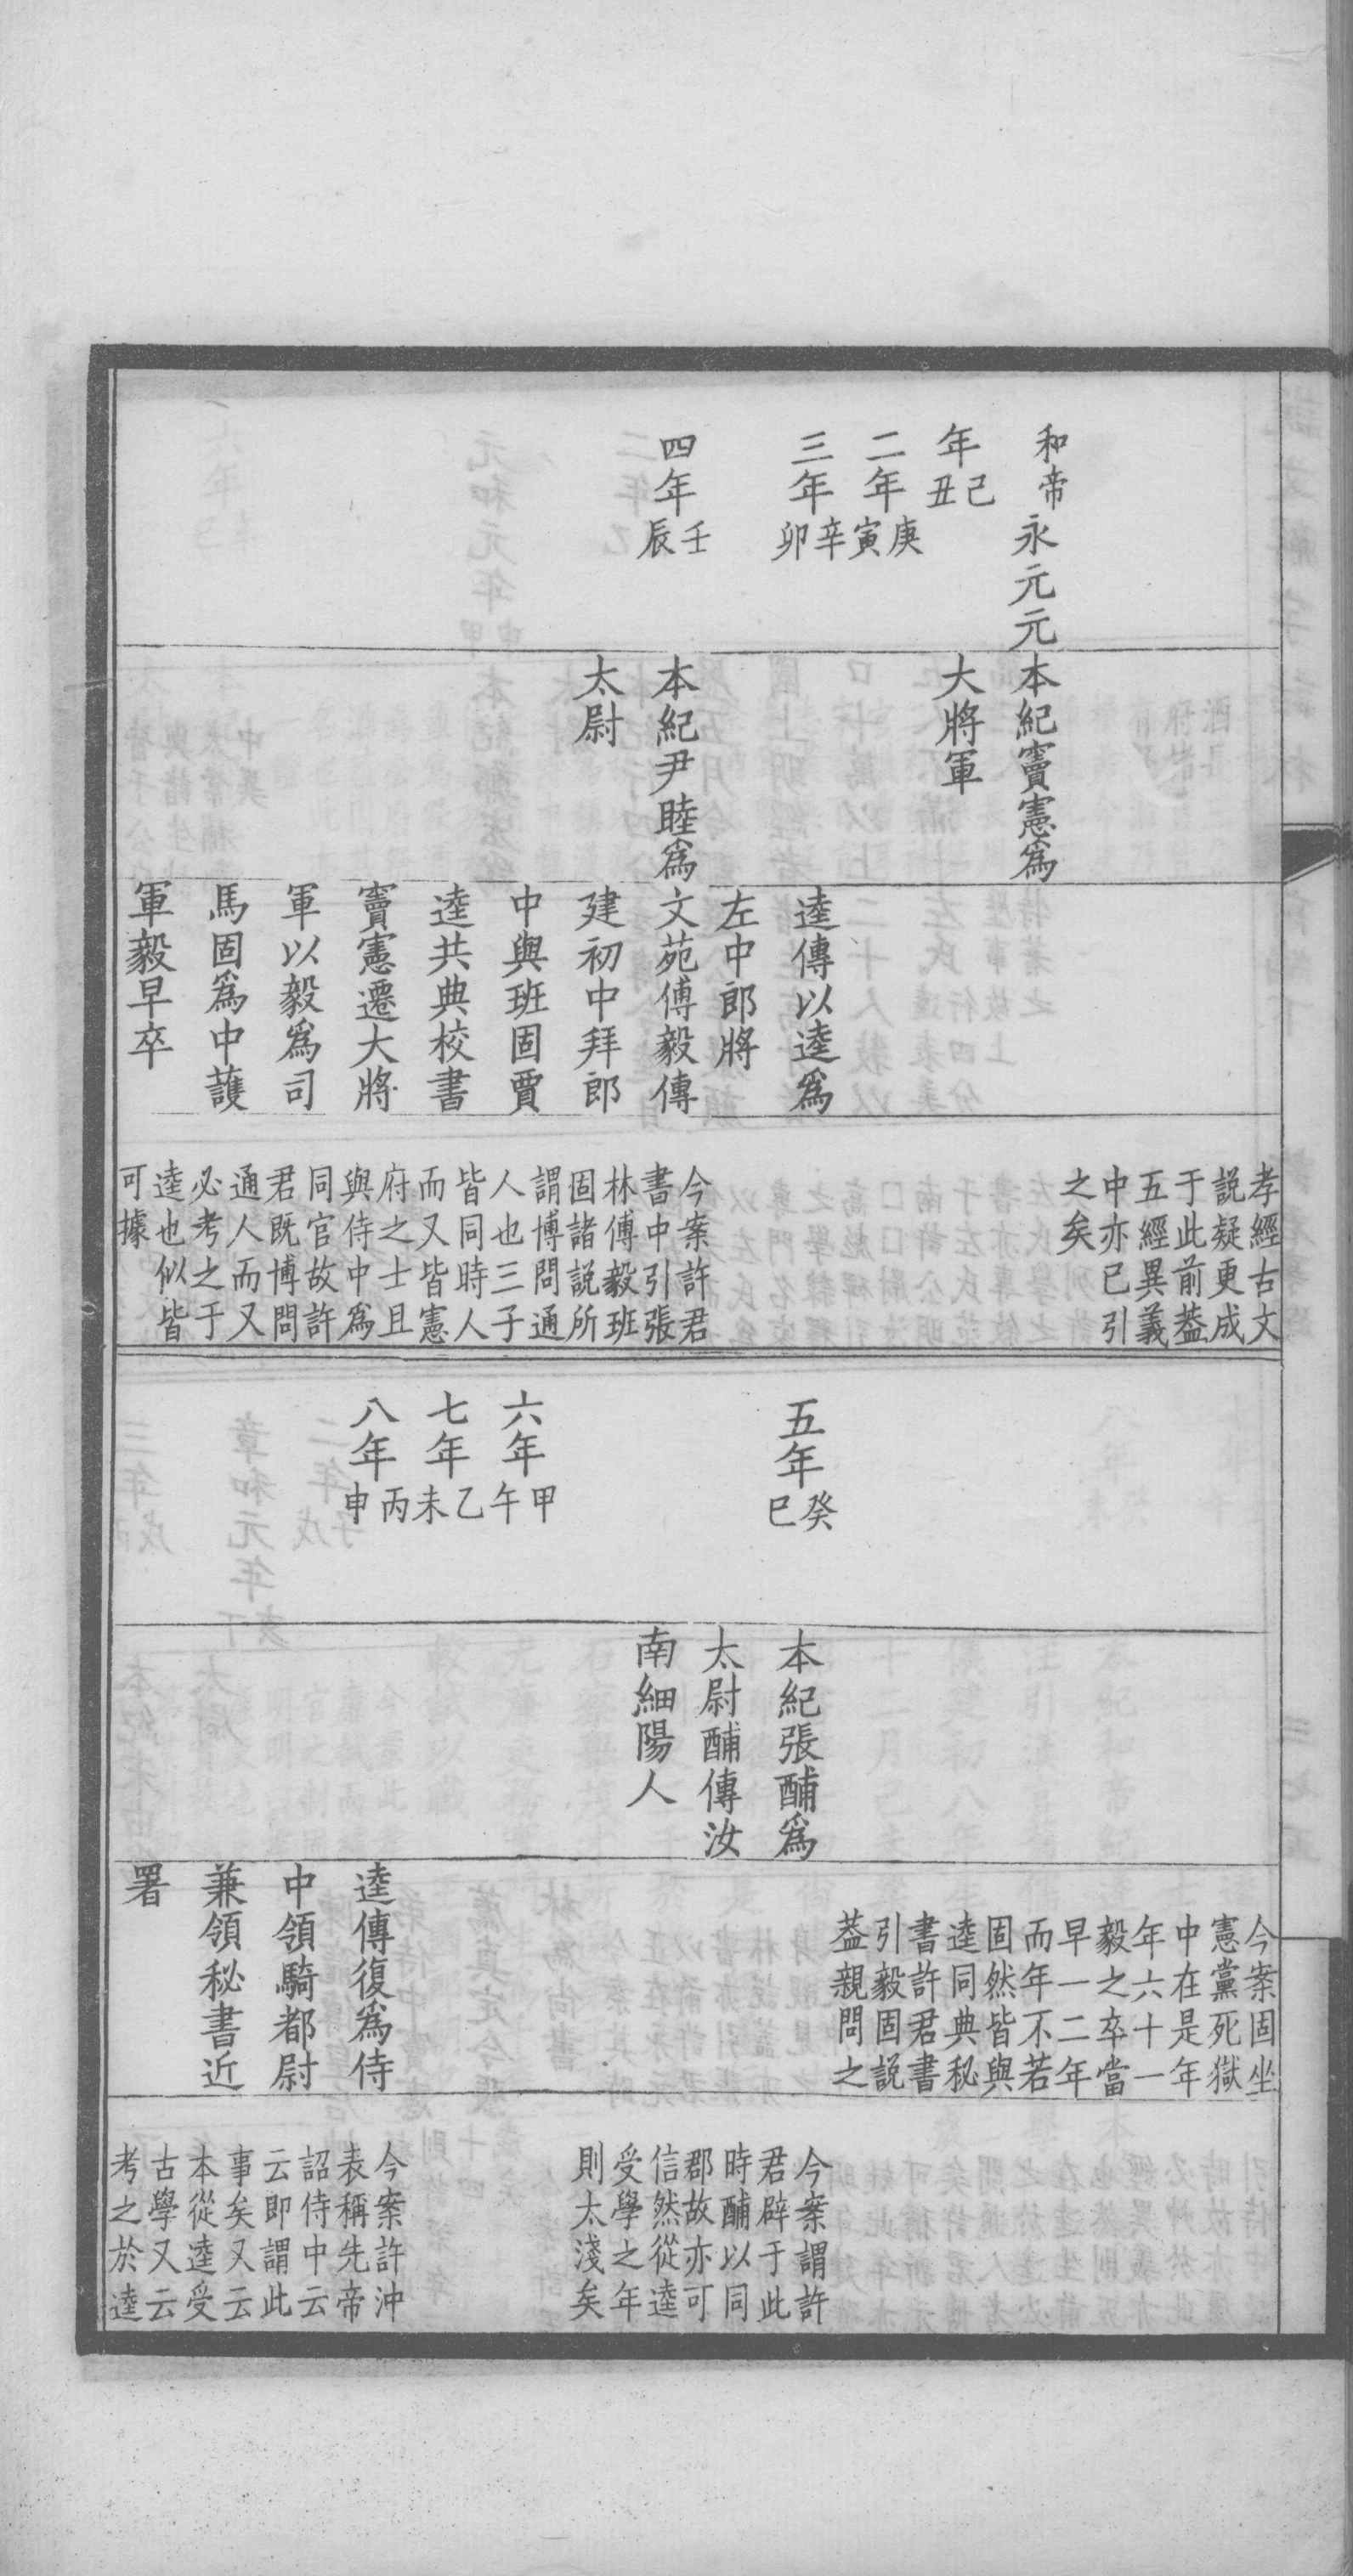 和帝永元元
年己丑
二年庚寅
三年辛卯
四年壬辰
本紀竇憲爲
大將軍
本紀尹睦爲
太尉
逵傳以逵爲
左中郎將
文苑傅毅傳
建初中拜郎
中與班固賈
逵共典校書
竇憲遷大將
軍以毅爲司
馬固爲中護
軍毅早卒
孝經古文
説疑更成
于此前葢
五經異義
中亦已引
之矣
今案許君
書中引張
林傅毅班
固諸説所
謂博問通
人也三子
皆同時人
而又皆憲
府之士且
與侍中爲
同官故許
君既博問
通人而又
必考之于
逵也似皆
可據
五年癸巳
六年甲午
七年乙未
八年丙申
本紀張酺爲
太尉酺傳汝
南細陽人
今案固坐
憲黨死獄
中在是年
年六十一
毅之卒當
早一二年
而年不若
固然皆與
逵同典秘
書許君書
引毅固説
葢親問之
逵傳復爲侍
中領騎都尉
兼領秘書近
署
今案謂許
君辟于此
時酺以同
郡故亦可
信然從逵
受學之年
則太淺矣
今案許沖
表稱先帝
詔侍中云
云即謂此
事矣又云
本從逵受
古學又云
考之於逵